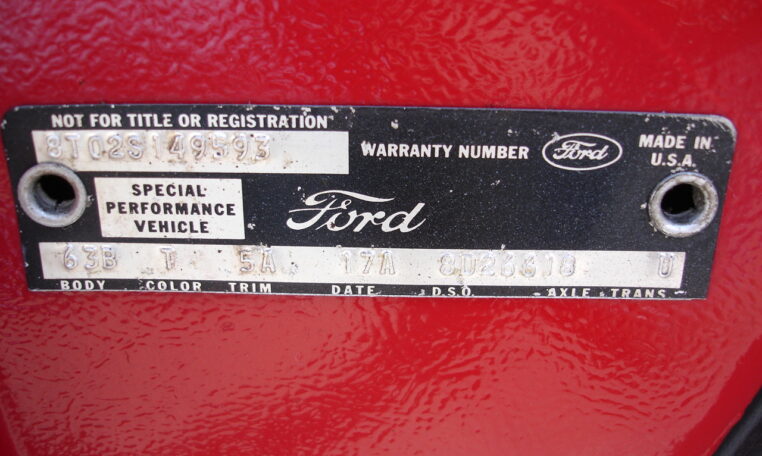 NOT FOR TITLE OR REGISTRATION
8T02S149593
WARRANTY NUMBER
Ford
MADE IN
U.S.A.
SPECIAL
PERFORMANCE
VEHICLE
Ford
63B T 5A 17A 8D26618 U
BODY COLOR TRIM DATE D.S.O. AXLE TRANS